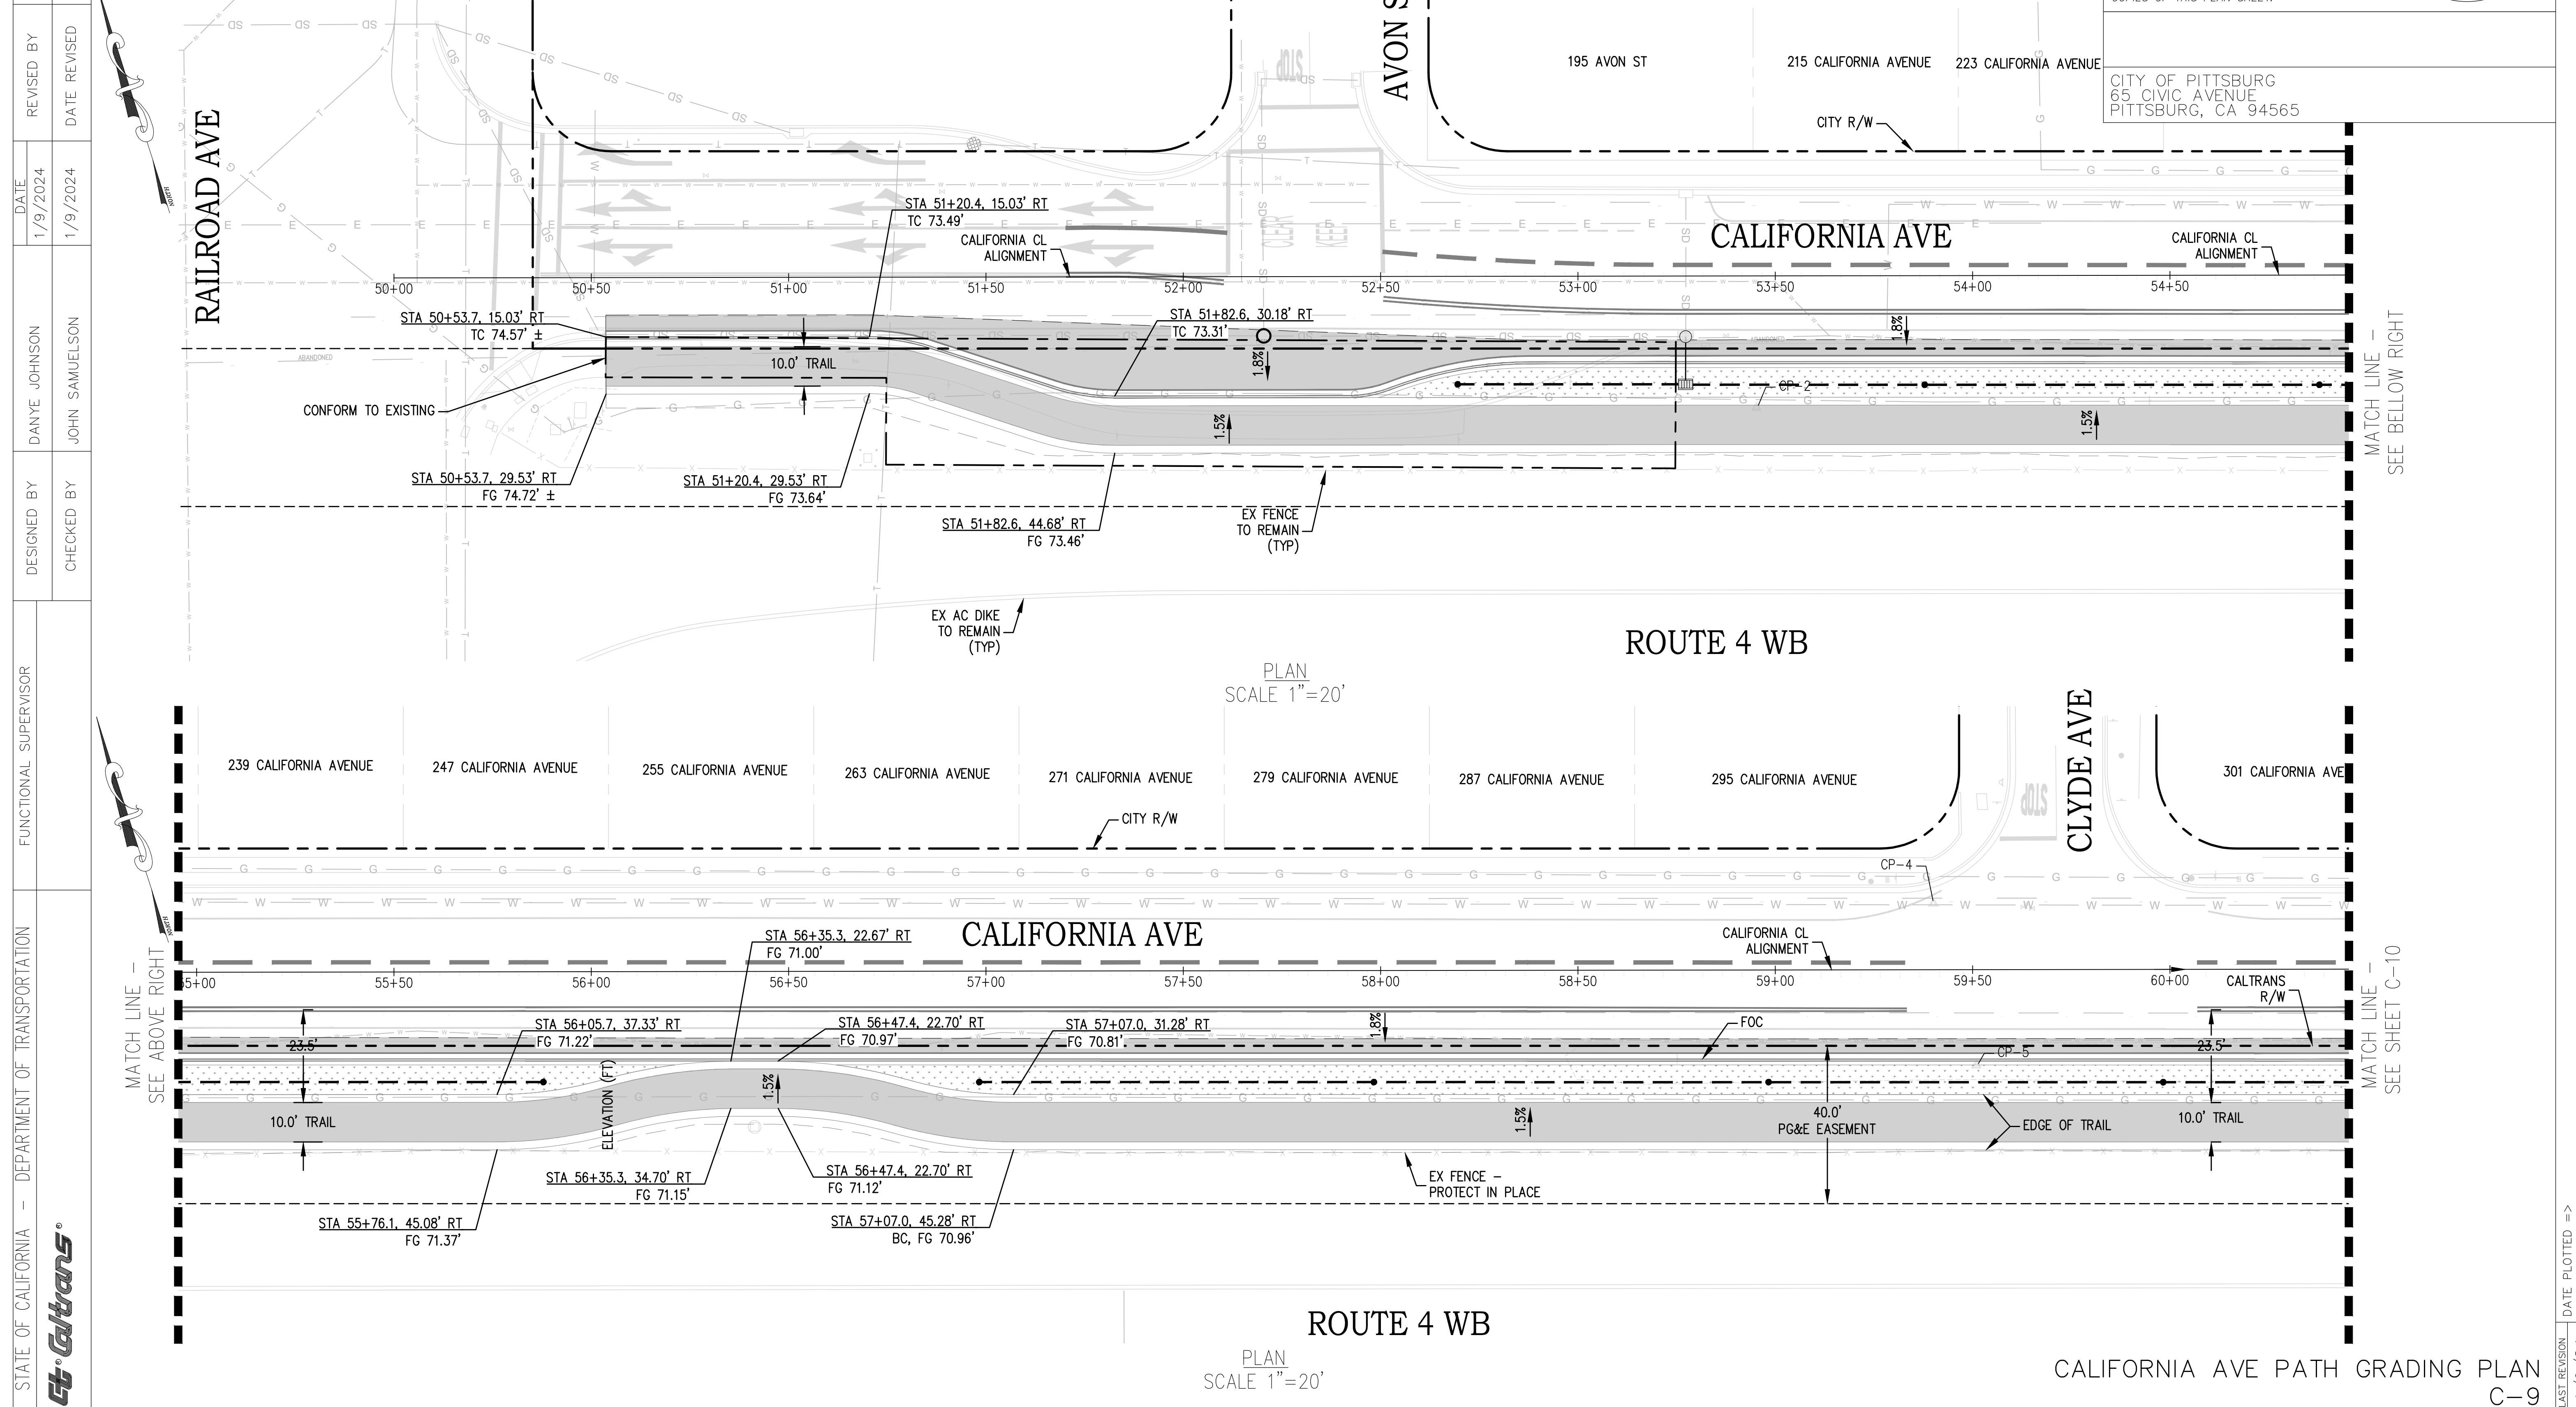 REVISED BY
DATE REVISED
DATE
1/9/2024
1/9/2024
DANYE JOHNSON
JOHN SAMUELSON
DESIGNED BY
CHECKED BY
FUNCTIONAL SUPERVISOR
STATE OF CALIFORNIA - DEPARTMENT OF TRANSPORTATION
Caltrans
NORTH
RAILROAD AVE
AVON S
STOP
195 AVON ST
215 CALIFORNIA AVENUE
223 CALIFORNIA AVENUE
CITY OF PITTSBURG
65 CIVIC AVENUE
PITTSBURG, CA 94565
CITY R/W
CALIFORNIA AVE
STA 51+20.4, 15.03' RT
TC 73.49'
CALIFORNIA CL
ALIGNMENT
CALIFORNIA CL
ALIGNMENT
KEEP
CLEAR
50+00
50+50
51+00
51+50
52+00
52+50
53+00
53+50
54+00
54+50
STA 50+53.7, 15.03' RT
TC 74.57' ±
STA 51+82.6, 30.18' RT
TC 73.31'
ABANDONED
ABANDONED
10.0' TRAIL
1.8%
1.8%
CP-2
CONFORM TO EXISTING
1.5%
1.5%
MATCH LINE -
SEE BELLOW RIGHT
STA 50+53.7, 29.53' RT
FG 74.72' ±
STA 51+20.4, 29.53' RT
FG 73.64'
STA 51+82.6, 44.68' RT
FG 73.46'
EX FENCE
TO REMAIN
(TYP)
EX AC DIKE
TO REMAIN
(TYP)
ROUTE 4 WB
PLAN
SCALE 1"=20'
NORTH
239 CALIFORNIA AVENUE
247 CALIFORNIA AVENUE
255 CALIFORNIA AVENUE
263 CALIFORNIA AVENUE
271 CALIFORNIA AVENUE
279 CALIFORNIA AVENUE
287 CALIFORNIA AVENUE
295 CALIFORNIA AVENUE
STOP
CLYDE AVE
301 CALIFORNIA AVE
CITY R/W
CP-4
STA 56+35.3, 22.67' RT
FG 71.00'
CALIFORNIA AVE
CALIFORNIA CL
ALIGNMENT
MATCH LINE -
SEE ABOVE RIGHT
55+00
55+50
56+00
56+50
57+00
57+50
58+00
58+50
59+00
59+50
60+00
CALTRANS
R/W
MATCH LINE -
SEE SHEET C-10
STA 56+05.7, 37.33' RT
FG 71.22'
STA 56+47.4, 22.70' RT
FG 70.97'
STA 57+07.0, 31.28' RT
FG 70.81'
1.8%
FOC
23.5'
23.5'
CP-5
ELEVATION (FT)
1.5%
10.0' TRAIL
1.5%
40.0'
PG&E EASEMENT
EDGE OF TRAIL
10.0' TRAIL
STA 56+35.3, 34.70' RT
FG 71.15'
STA 56+47.4, 22.70' RT
FG 71.12'
EX FENCE -
PROTECT IN PLACE
STA 55+76.1, 45.08' RT
FG 71.37'
STA 57+07.0, 45.28' RT
BC, FG 70.96'
ROUTE 4 WB
PLAN
SCALE 1"=20'
CALIFORNIA AVE PATH GRADING PLAN
C-9
LAST REVISION
DATE PLOTTED =>